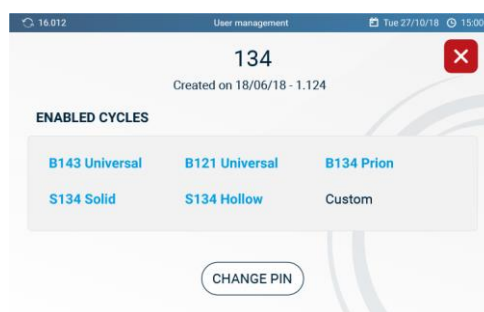 16.012 User management Tue 27/10/18 15:00
134
Created on 18/06/18 - 1.124
ENABLED CYCLES
B143 Universal B121 Universal B134 Prion
S134 Solid S134 Hollow Custom
CHANGE PIN